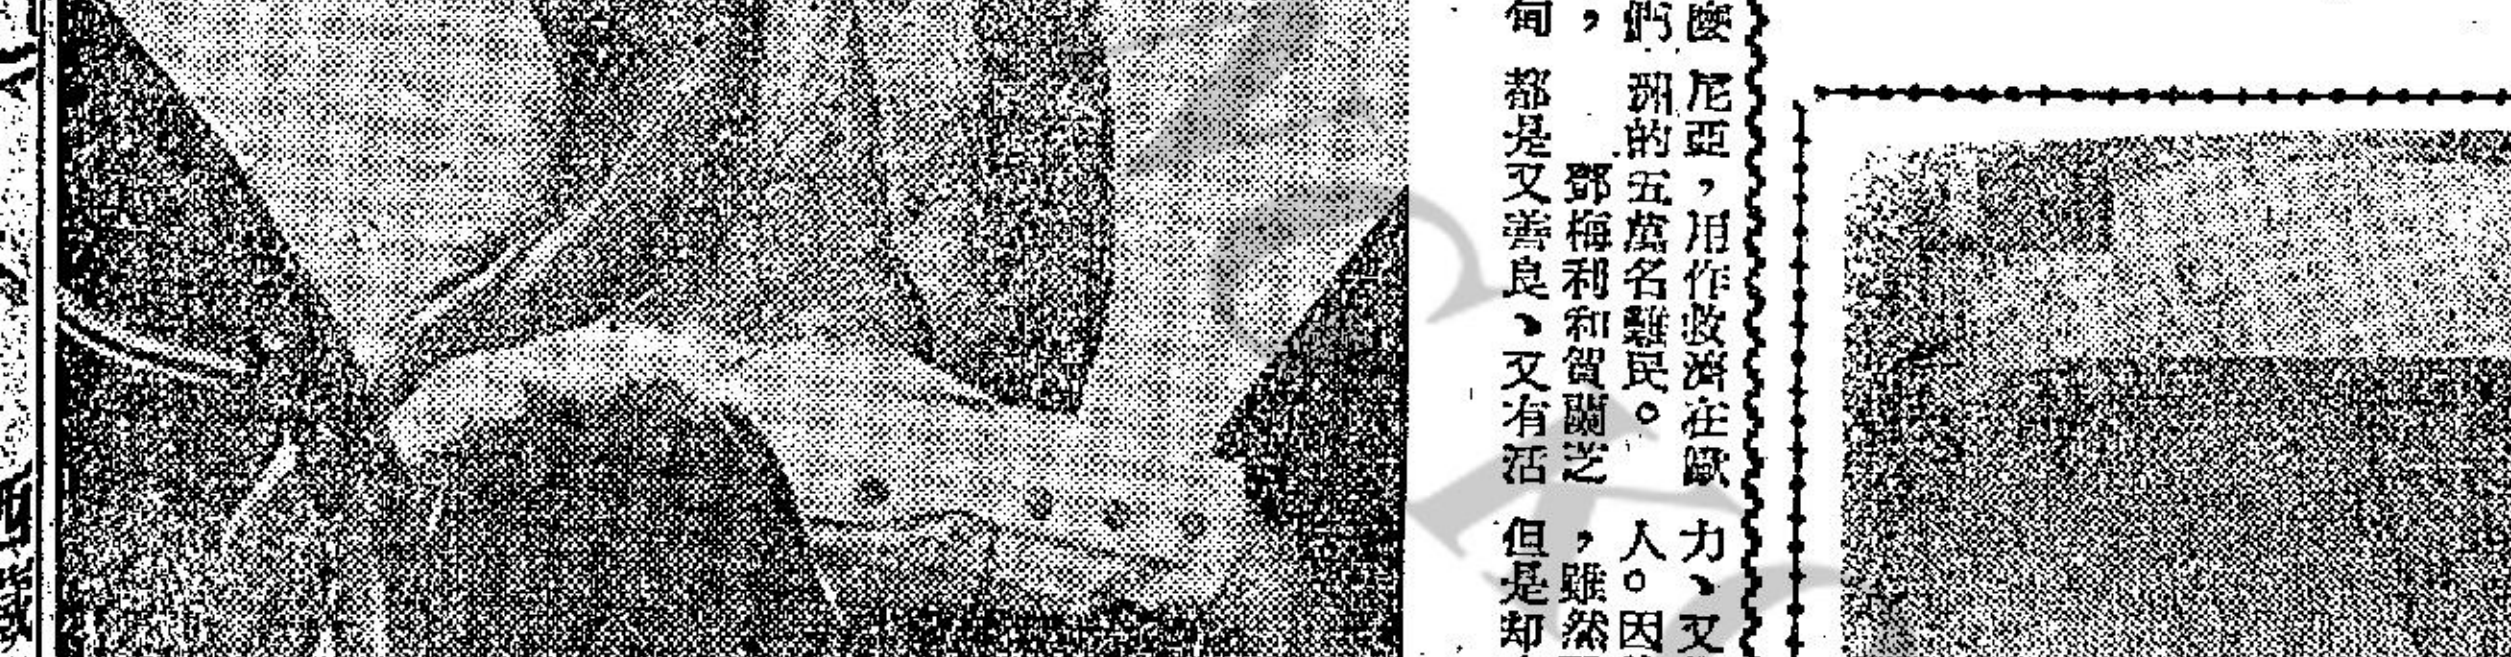 麼
們
，
甸
尼亞，用作救濟在歐
洲的五萬名難民。
鄧梅利和賀蘭芝
都是又善良、又有活
力、又
人。因
，雖然
但是却